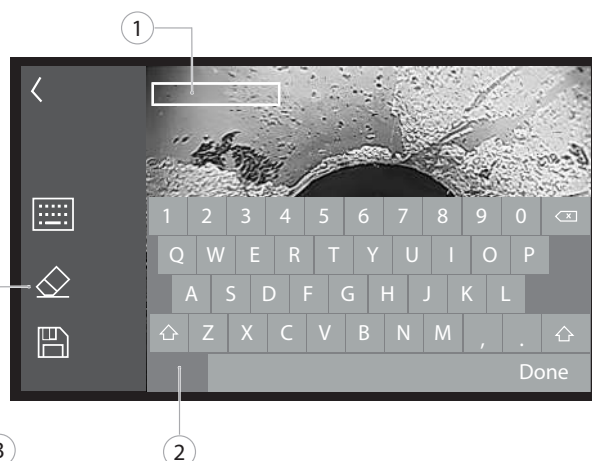 1
1 2 3 4 5 6 7 8 9 0
Q W E R T Y U I O P
A S D F G H J K L
Z X C V B N M , .
Done
3
2